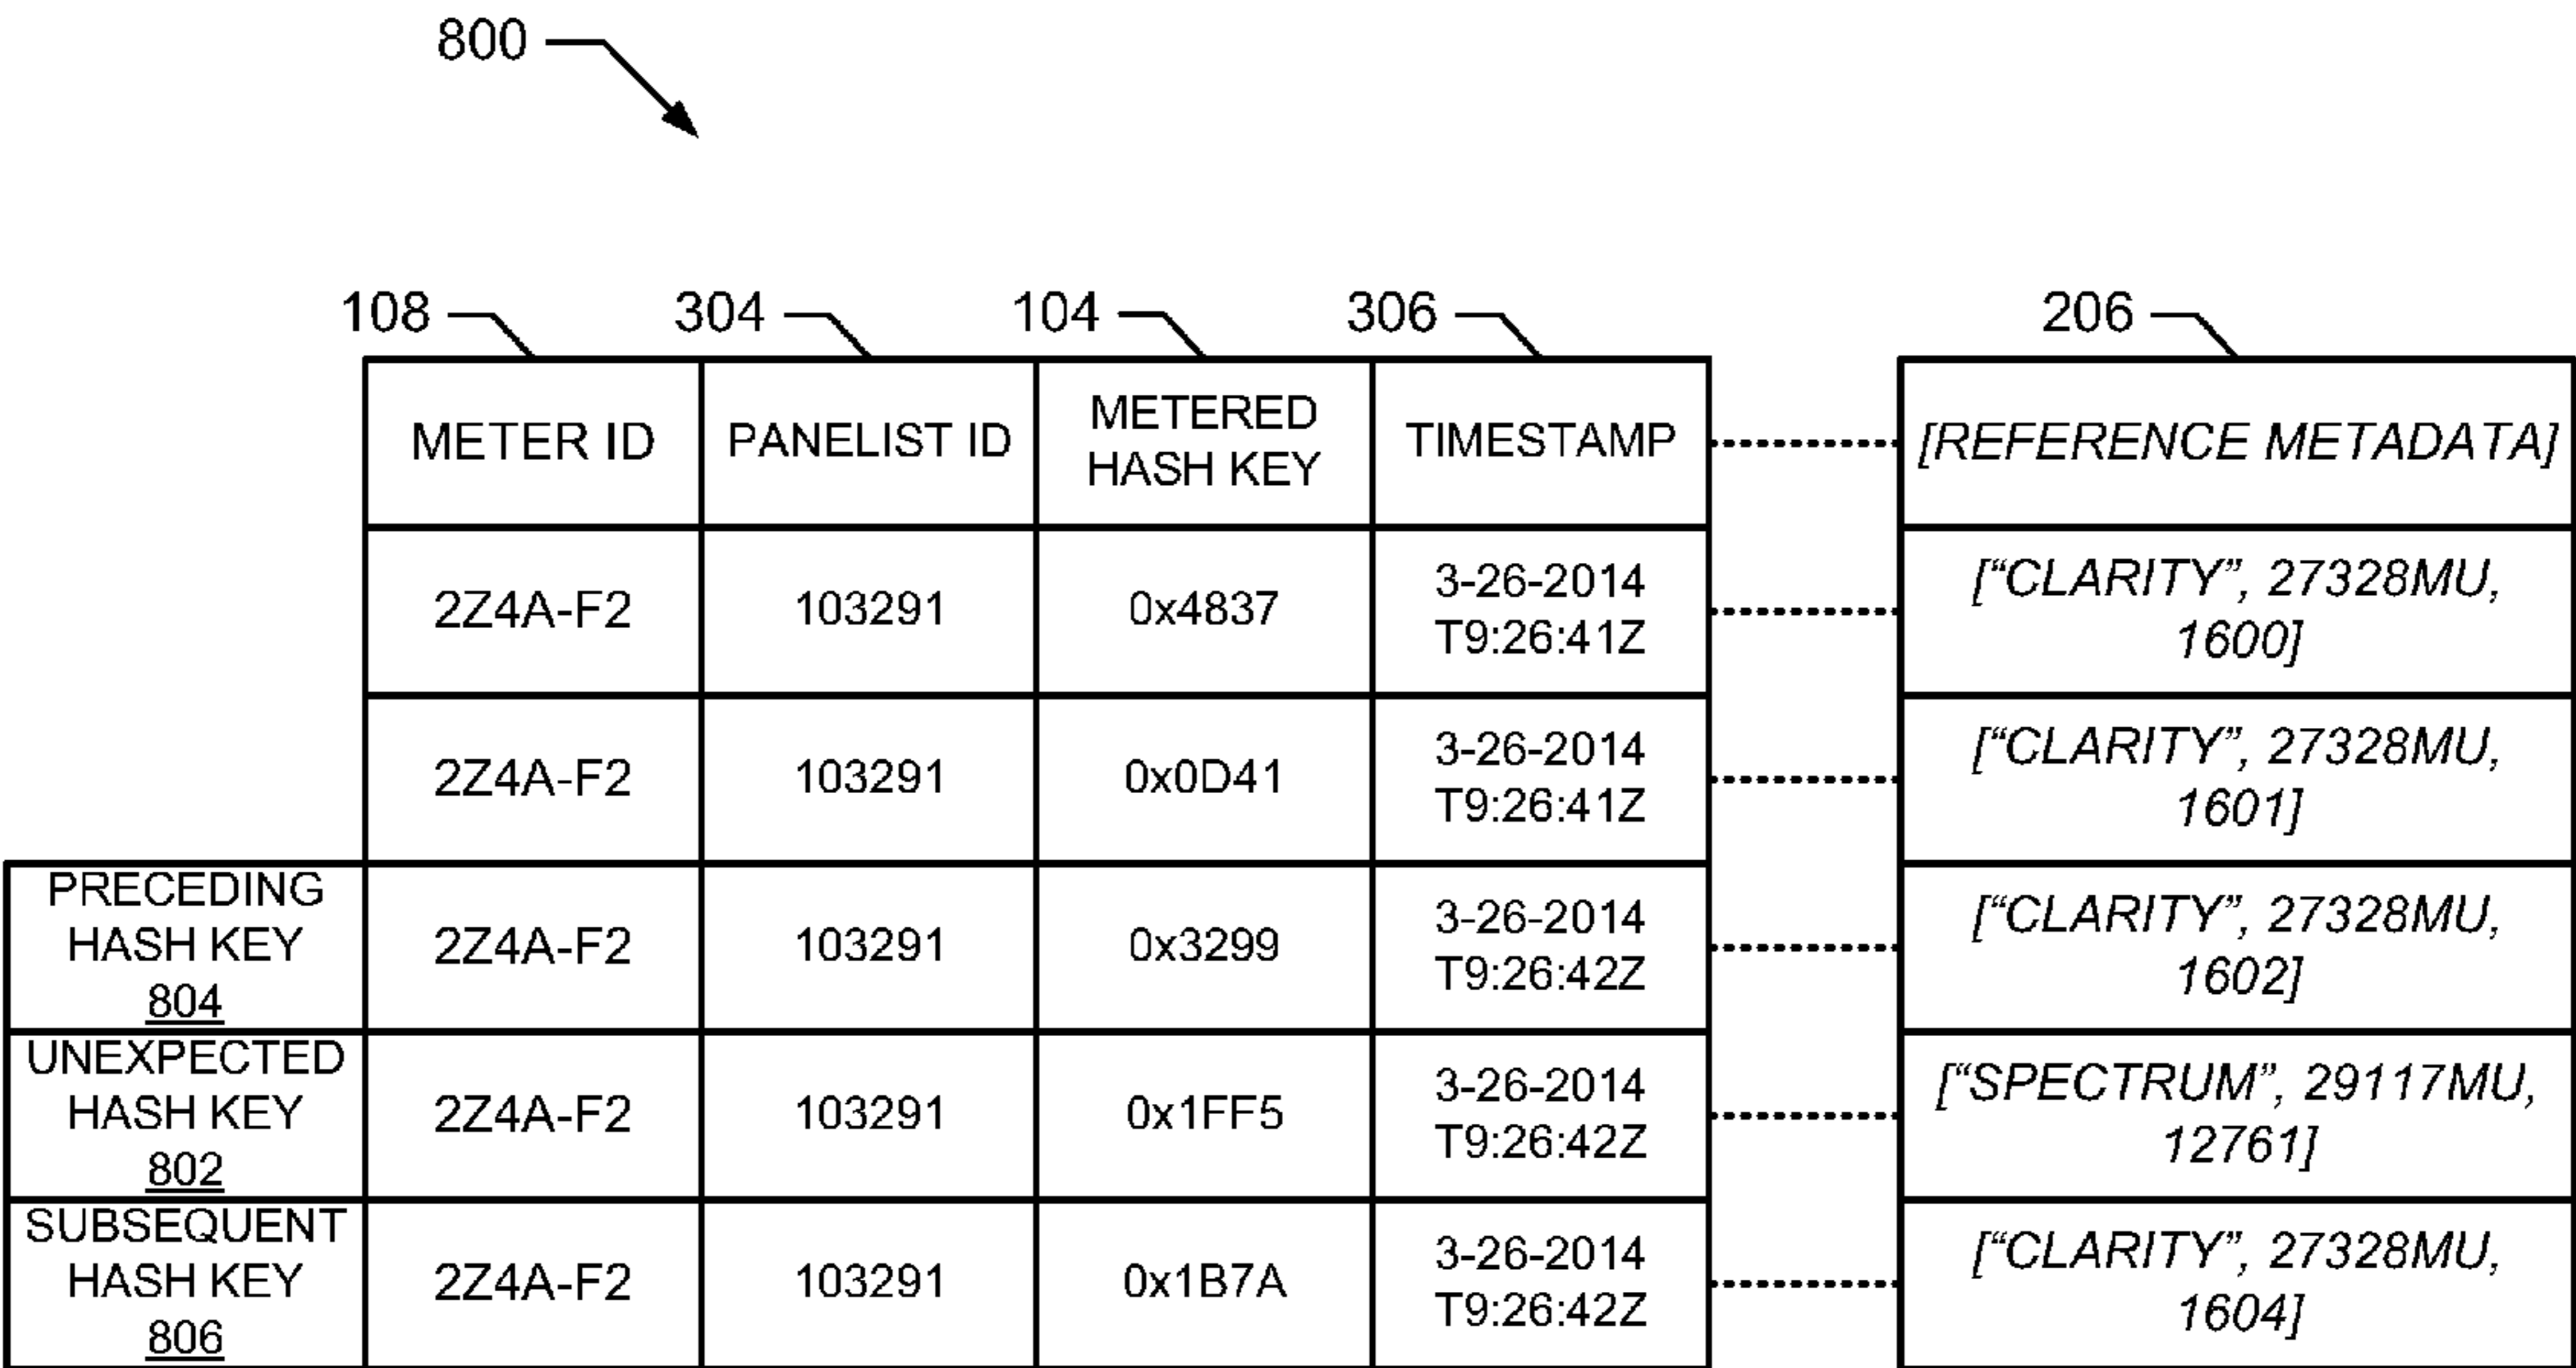 800
108
304
104
306
206
METER ID
PANELIST ID
METERED
HASH KEY
TIMESTAMP
[REFERENCE METADATA]
2Z4A-F2
103291
0x4837
3-26-2014
T9:26:41Z
[“CLARITY”, 27328MU,
1600]
2Z4A-F2
103291
0x0D41
3-26-2014
T9:26:41Z
[“CLARITY”, 27328MU,
1601]
PRECEDING
HASH KEY
804
2Z4A-F2
103291
0x3299
3-26-2014
T9:26:42Z
[“CLARITY”, 27328MU,
1602]
UNEXPECTED
HASH KEY
802
2Z4A-F2
103291
0x1FF5
3-26-2014
T9:26:42Z
[“SPECTRUM”, 29117MU,
12761]
SUBSEQUENT
HASH KEY
806
2Z4A-F2
103291
0x1B7A
3-26-2014
T9:26:42Z
[“CLARITY”, 27328MU,
1604]